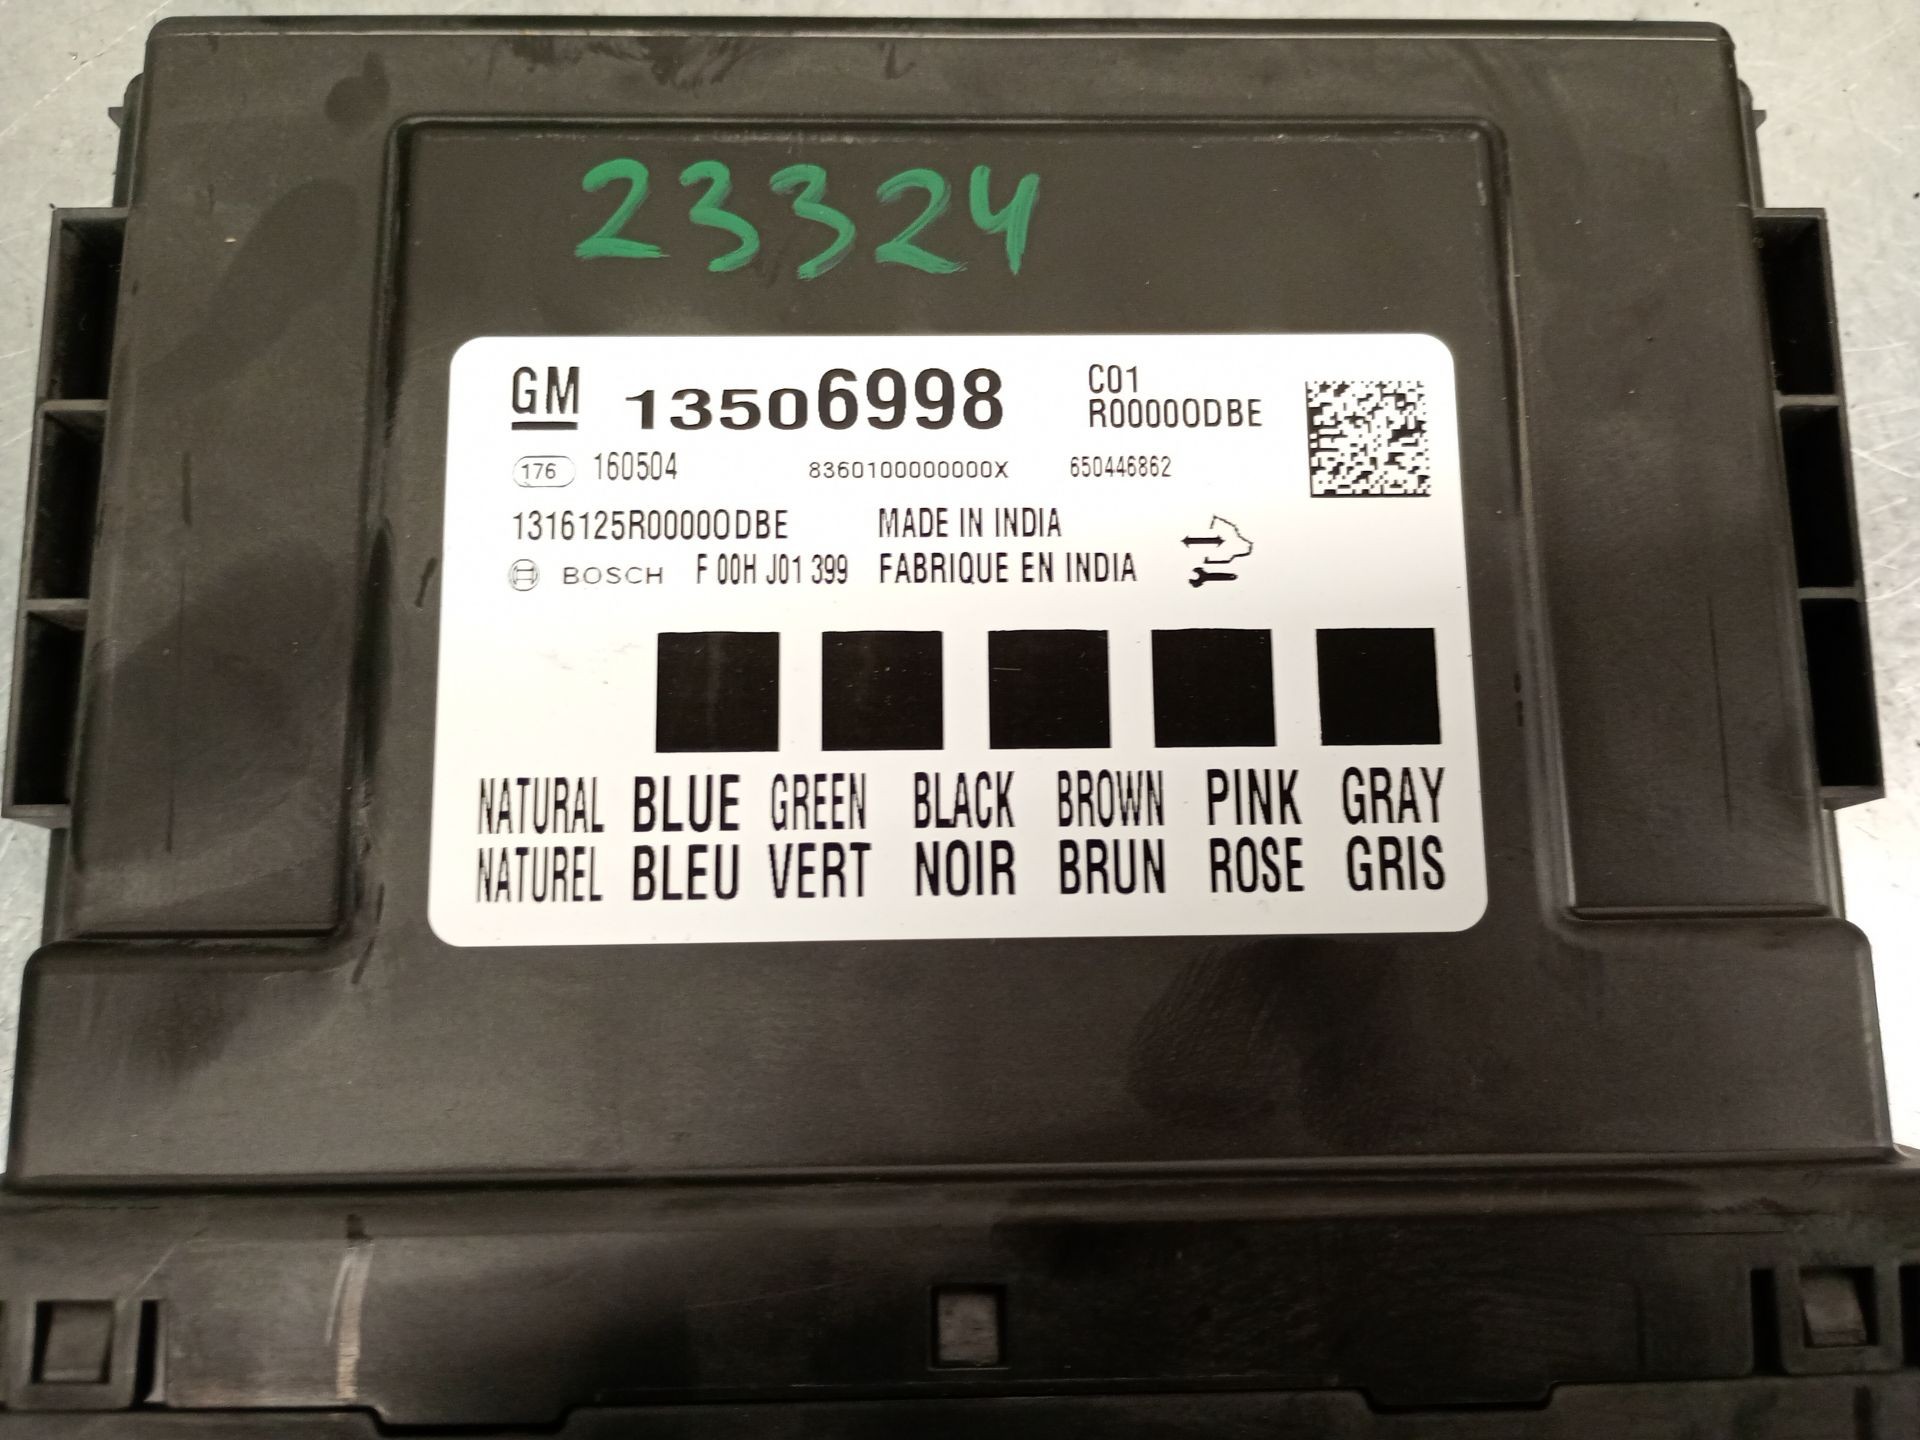 23324
GM 13506998 C01
R00000DBE
176 160504 8360100000000X 650446862
1316125R00000DBE MADE IN INDIA
BOSCH F 00H J01 399 FABRIQUE EN INDIA
NATURAL BLUE GREEN BLACK BROWN PINK GRAY
NATUREL BLEU VERT NOIR BRUN ROSE GRIS